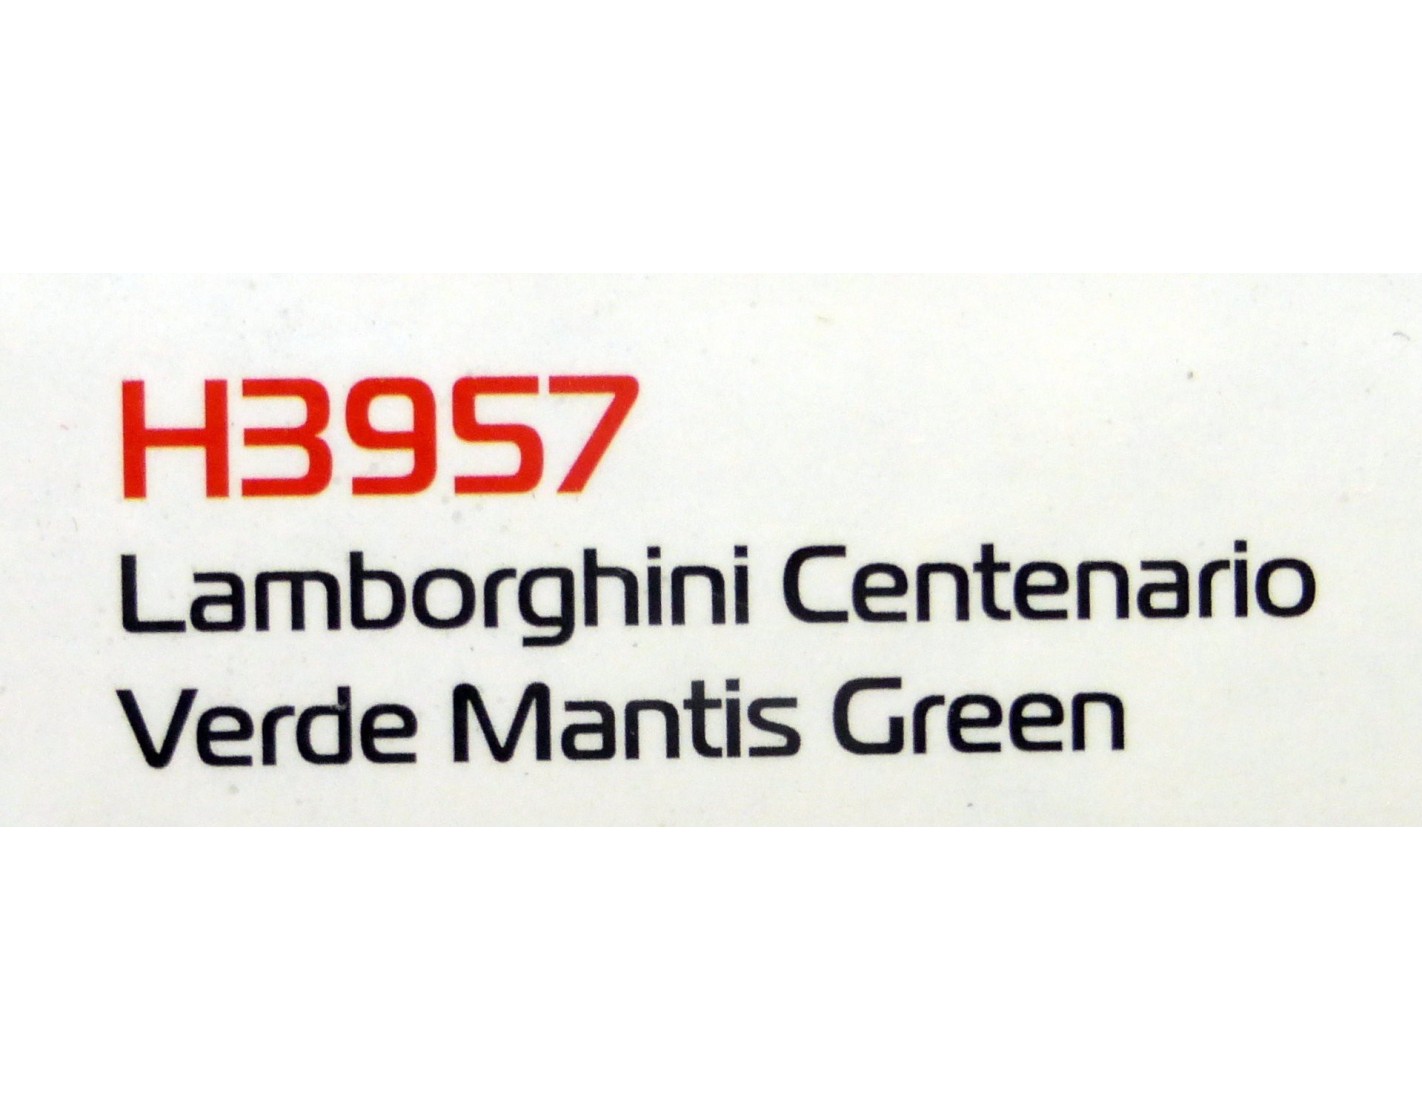 H3957
Lamborghini Centenario
Verde Mantis Green